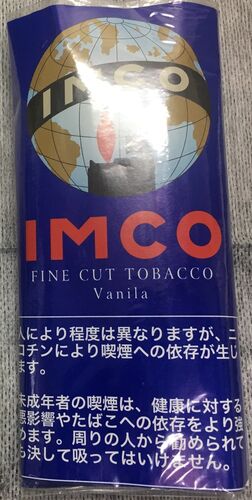 IMCO
IMCO
FINE CUT TOBACCO
Vanila
人により程度は異なりますが、ニ
コチンにより喫煙への依存が生じ
ます。
未成年者の喫煙は、健康に対する
悪影響やたばこへの依存をより強
めます。周りの人から勧められて
も決して吸ってはいけません。